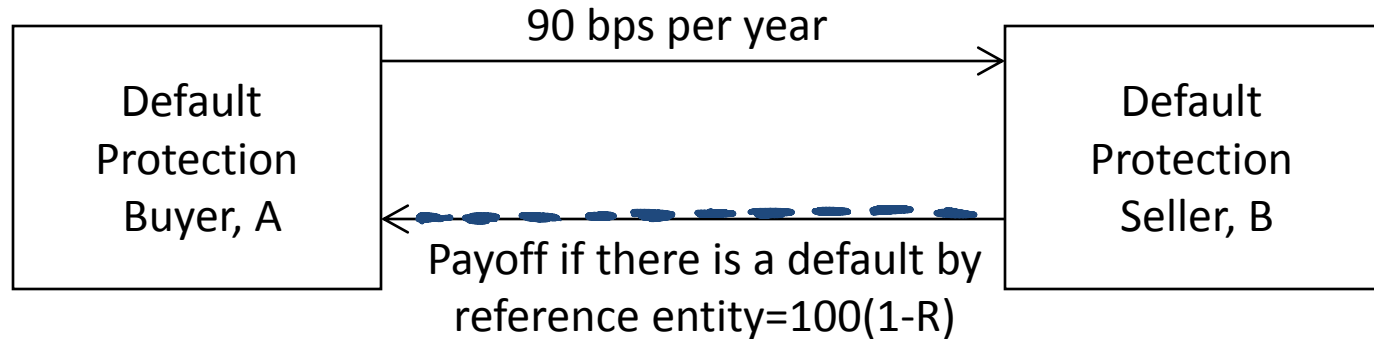 90 bps per year
Default
Protection
Buyer, A
Default
Protection
Seller, B
Payoff if there is a default by
reference entity=100(1-R)